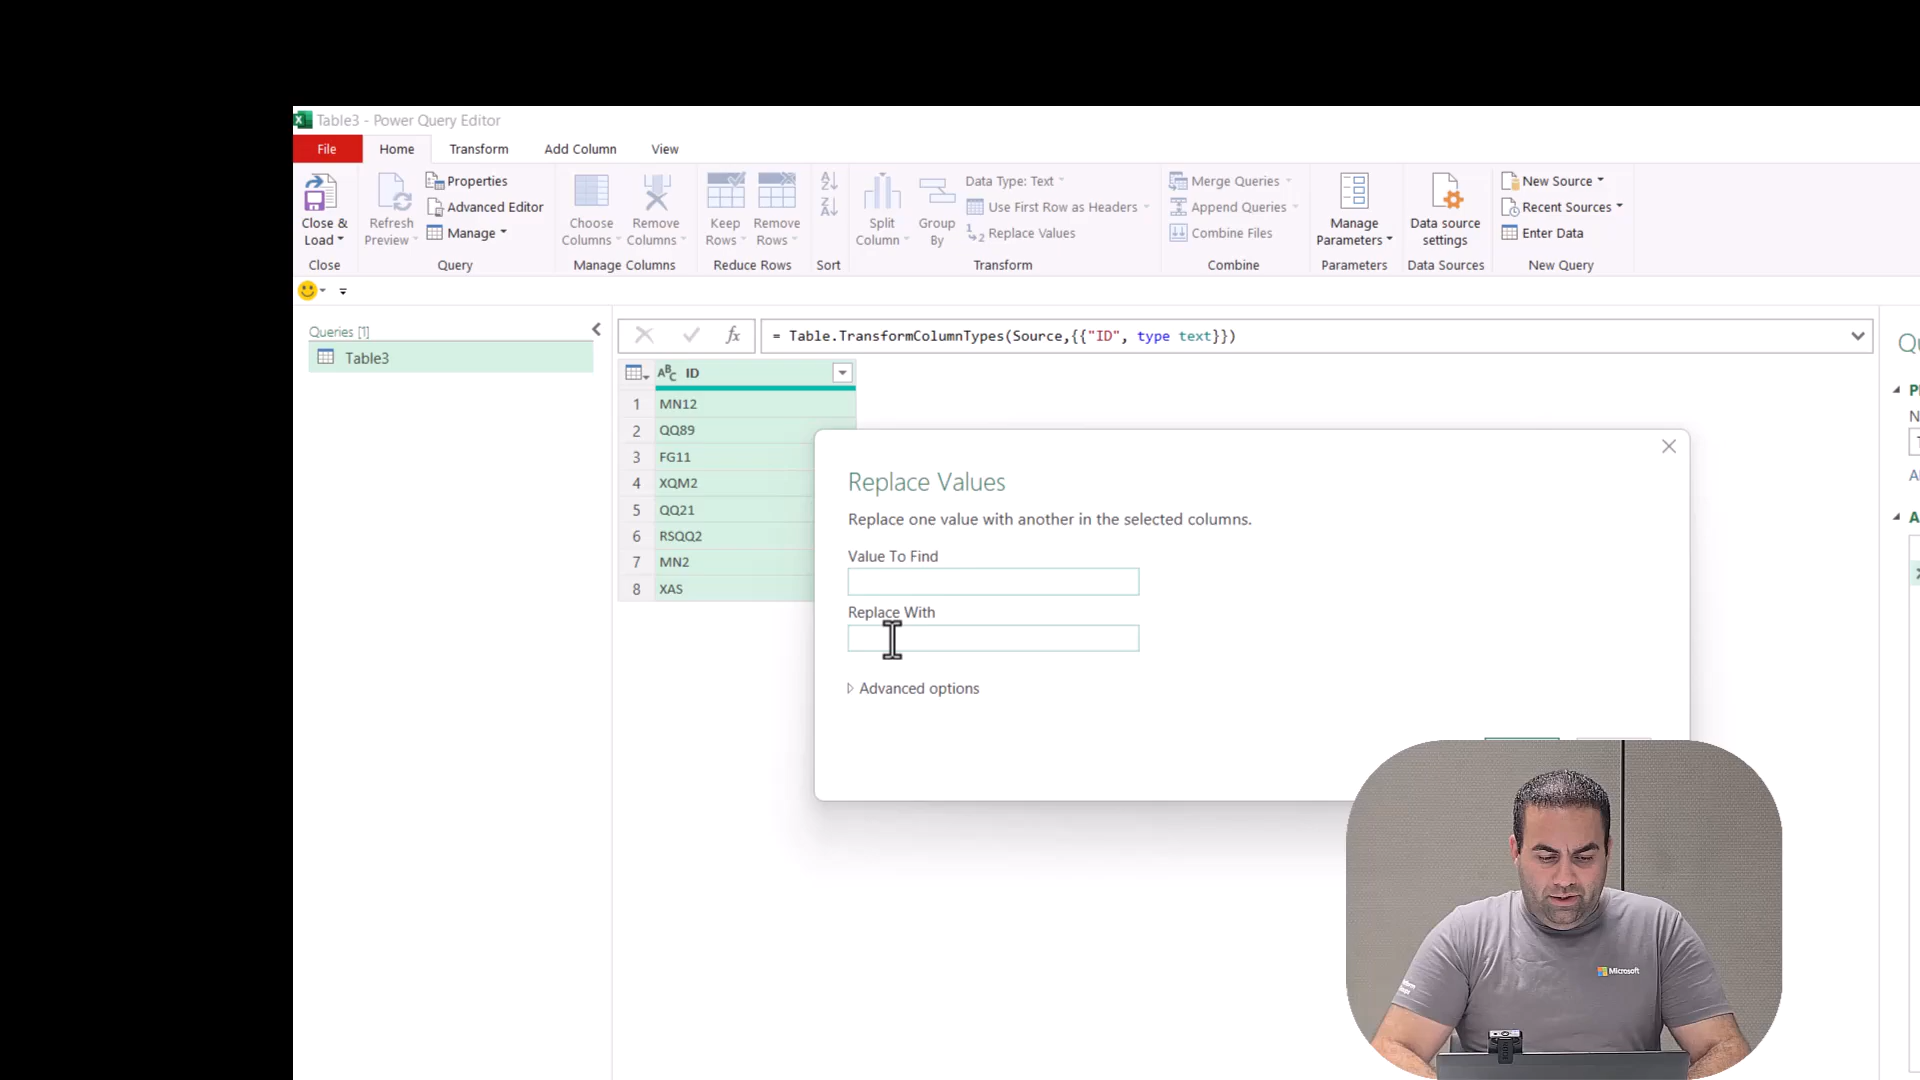 Table3 - Power Query Editor
File Home Transform Add Column View
Close & Load
Close
Refresh Preview
Properties
Advanced Editor
Manage
Query
Choose Columns
Remove Columns
Manage Columns
Keep Rows
Remove Rows
Reduce Rows
Sort
Split Column
Group By
Data Type: Text
Use First Row as Headers
Replace Values
Transform
Merge Queries
Append Queries
Combine Files
Combine
Manage Parameters
Parameters
Data source settings
Data Sources
New Source
Recent Sources
Enter Data
New Query
Queries [1]
Table3
fx
= Table.TransformColumnTypes(Source,{{"ID", type text}})
ABC ID
1 MN12
2 QQ89
3 FG11
4 XQM2
5 QQ21
6 RSQQ2
7 MN2
8 XAS
Replace Values
Replace one value with another in the selected columns.
Value To Find
Replace With
Advanced options
Microsoft